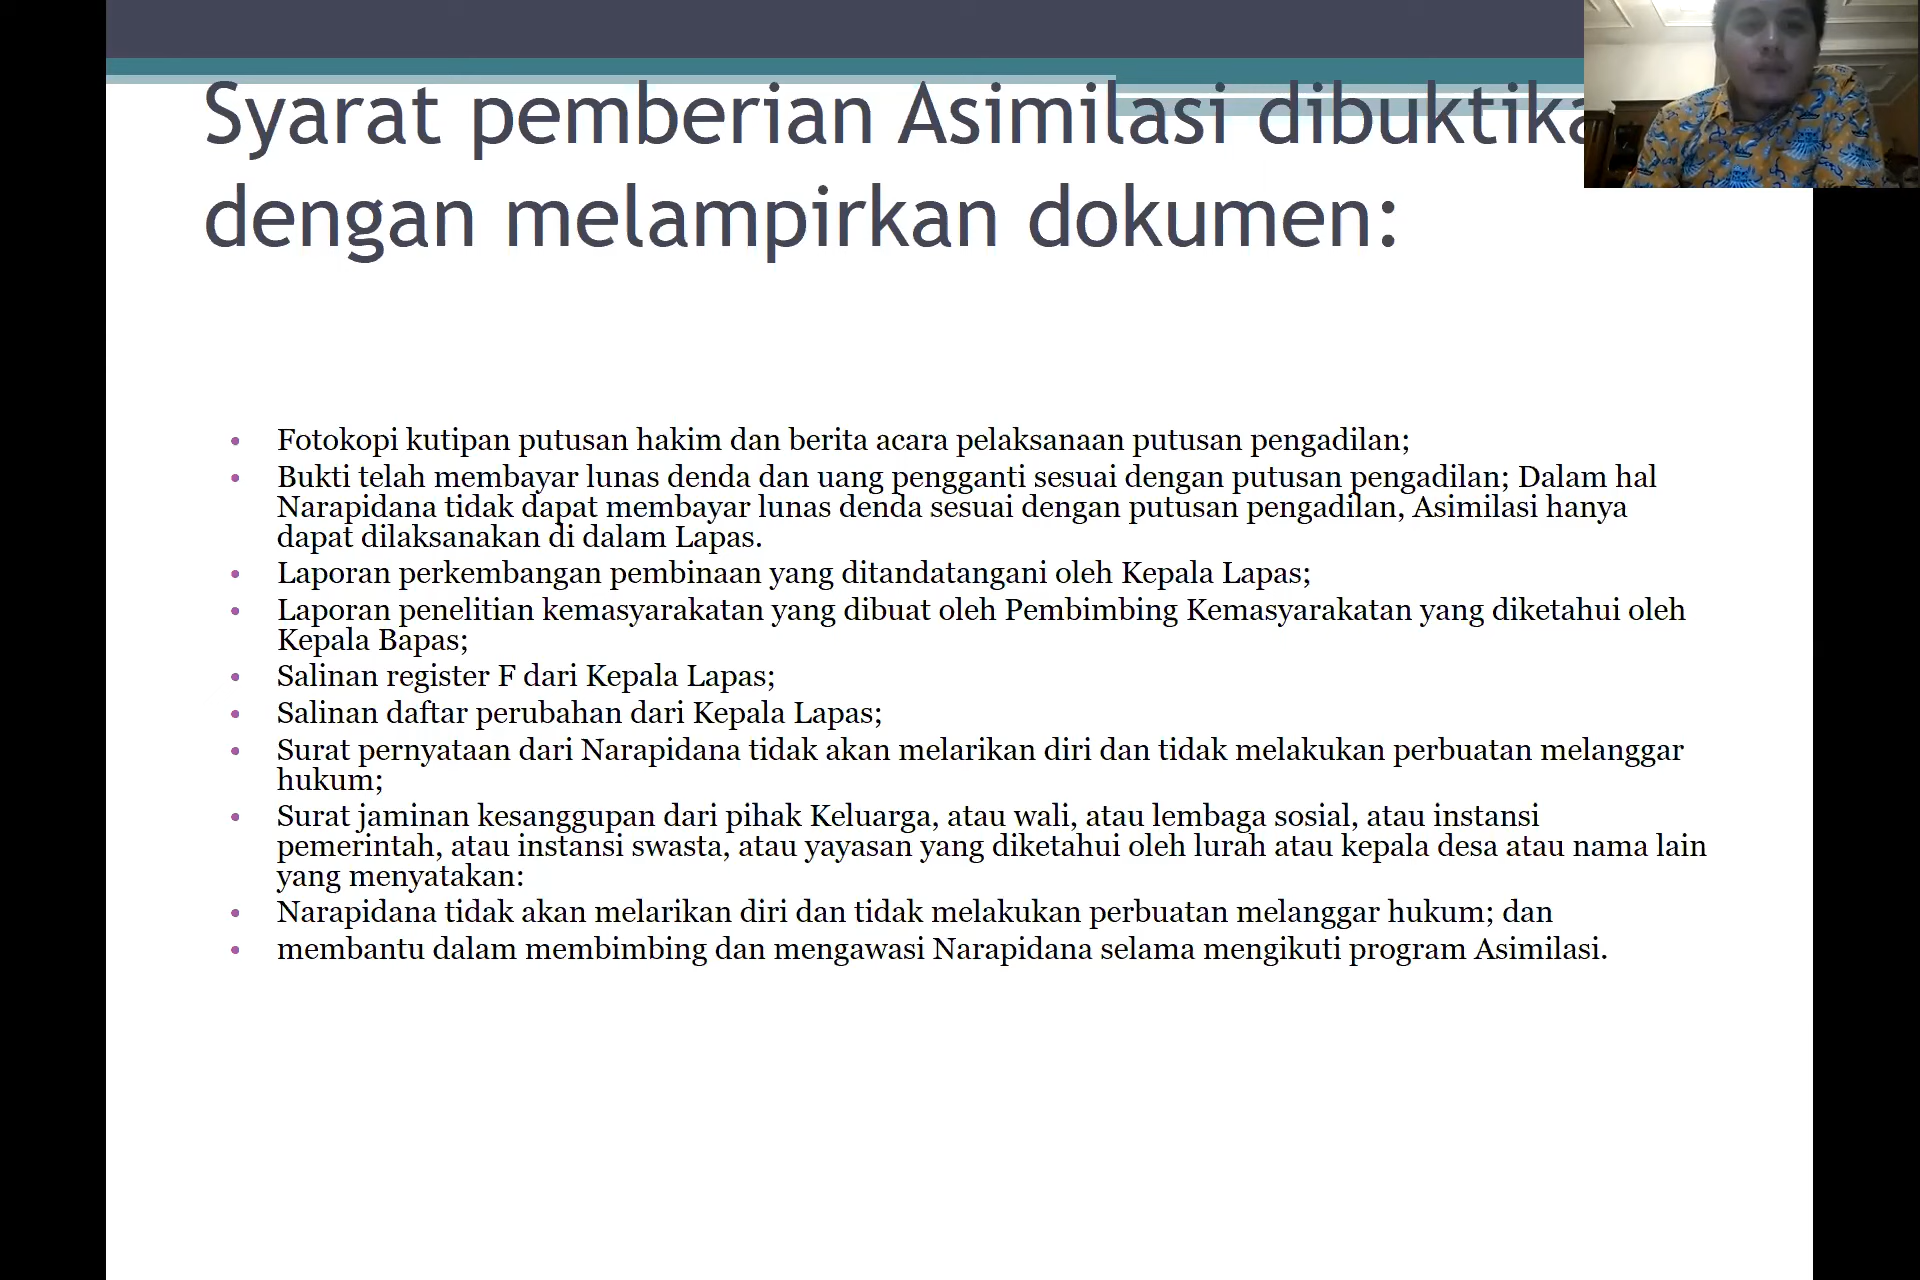 Syarat pemberian Asimilasi dibuktika
dengan melampirkan dokumen:
• Fotokopi kutipan putusan hakim dan berita acara pelaksanaan putusan pengadilan;
• Bukti telah membayar lunas denda dan uang pengganti sesuai dengan putusan pengadilan; Dalam hal
Narapidana tidak dapat membayar lunas denda sesuai dengan putusan pengadilan, Asimilasi hanya
dapat dilaksanakan di dalam Lapas.
• Laporan perkembangan pembinaan yang ditandatangani oleh Kepala Lapas;
• Laporan penelitian kemasyarakatan yang dibuat oleh Pembimbing Kemasyarakatan yang diketahui oleh
Kepala Bapas;
• Salinan register F dari Kepala Lapas;
• Salinan daftar perubahan dari Kepala Lapas;
• Surat pernyataan dari Narapidana tidak akan melarikan diri dan tidak melakukan perbuatan melanggar
hukum;
• Surat jaminan kesanggupan dari pihak Keluarga, atau wali, atau lembaga sosial, atau instansi
pemerintah, atau instansi swasta, atau yayasan yang diketahui oleh lurah atau kepala desa atau nama lain
yang menyatakan:
• Narapidana tidak akan melarikan diri dan tidak melakukan perbuatan melanggar hukum; dan
• membantu dalam membimbing dan mengawasi Narapidana selama mengikuti program Asimilasi.